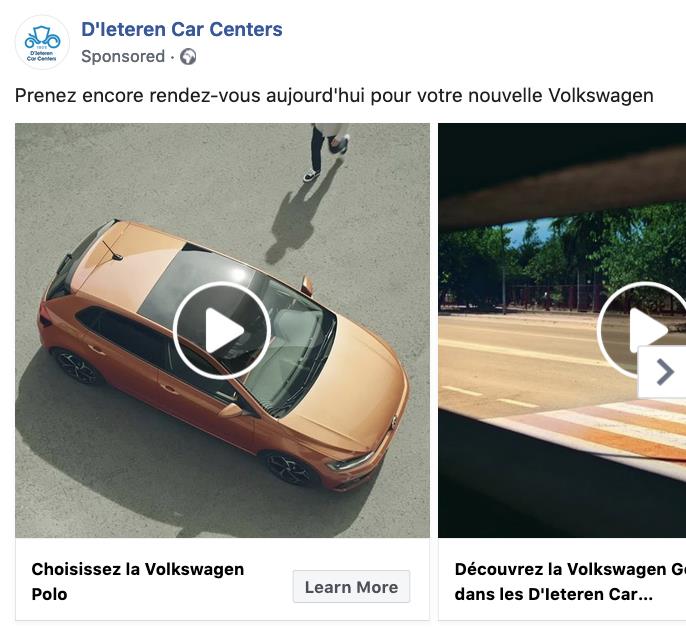 D'Ieteren Car Centers
Sponsored ·
Prenez encore rendez-vous aujourd'hui pour votre nouvelle Volkswagen
Choisissez la Volkswagen
Polo
Learn More
Découvrez la Volkswagen
dans les D'Ieteren Car...